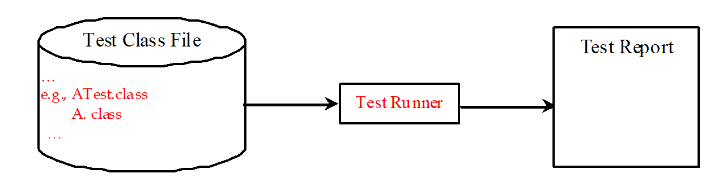 Test Class File
...
e.g., ATest.class
A. class
...
Test Runner
Test Report